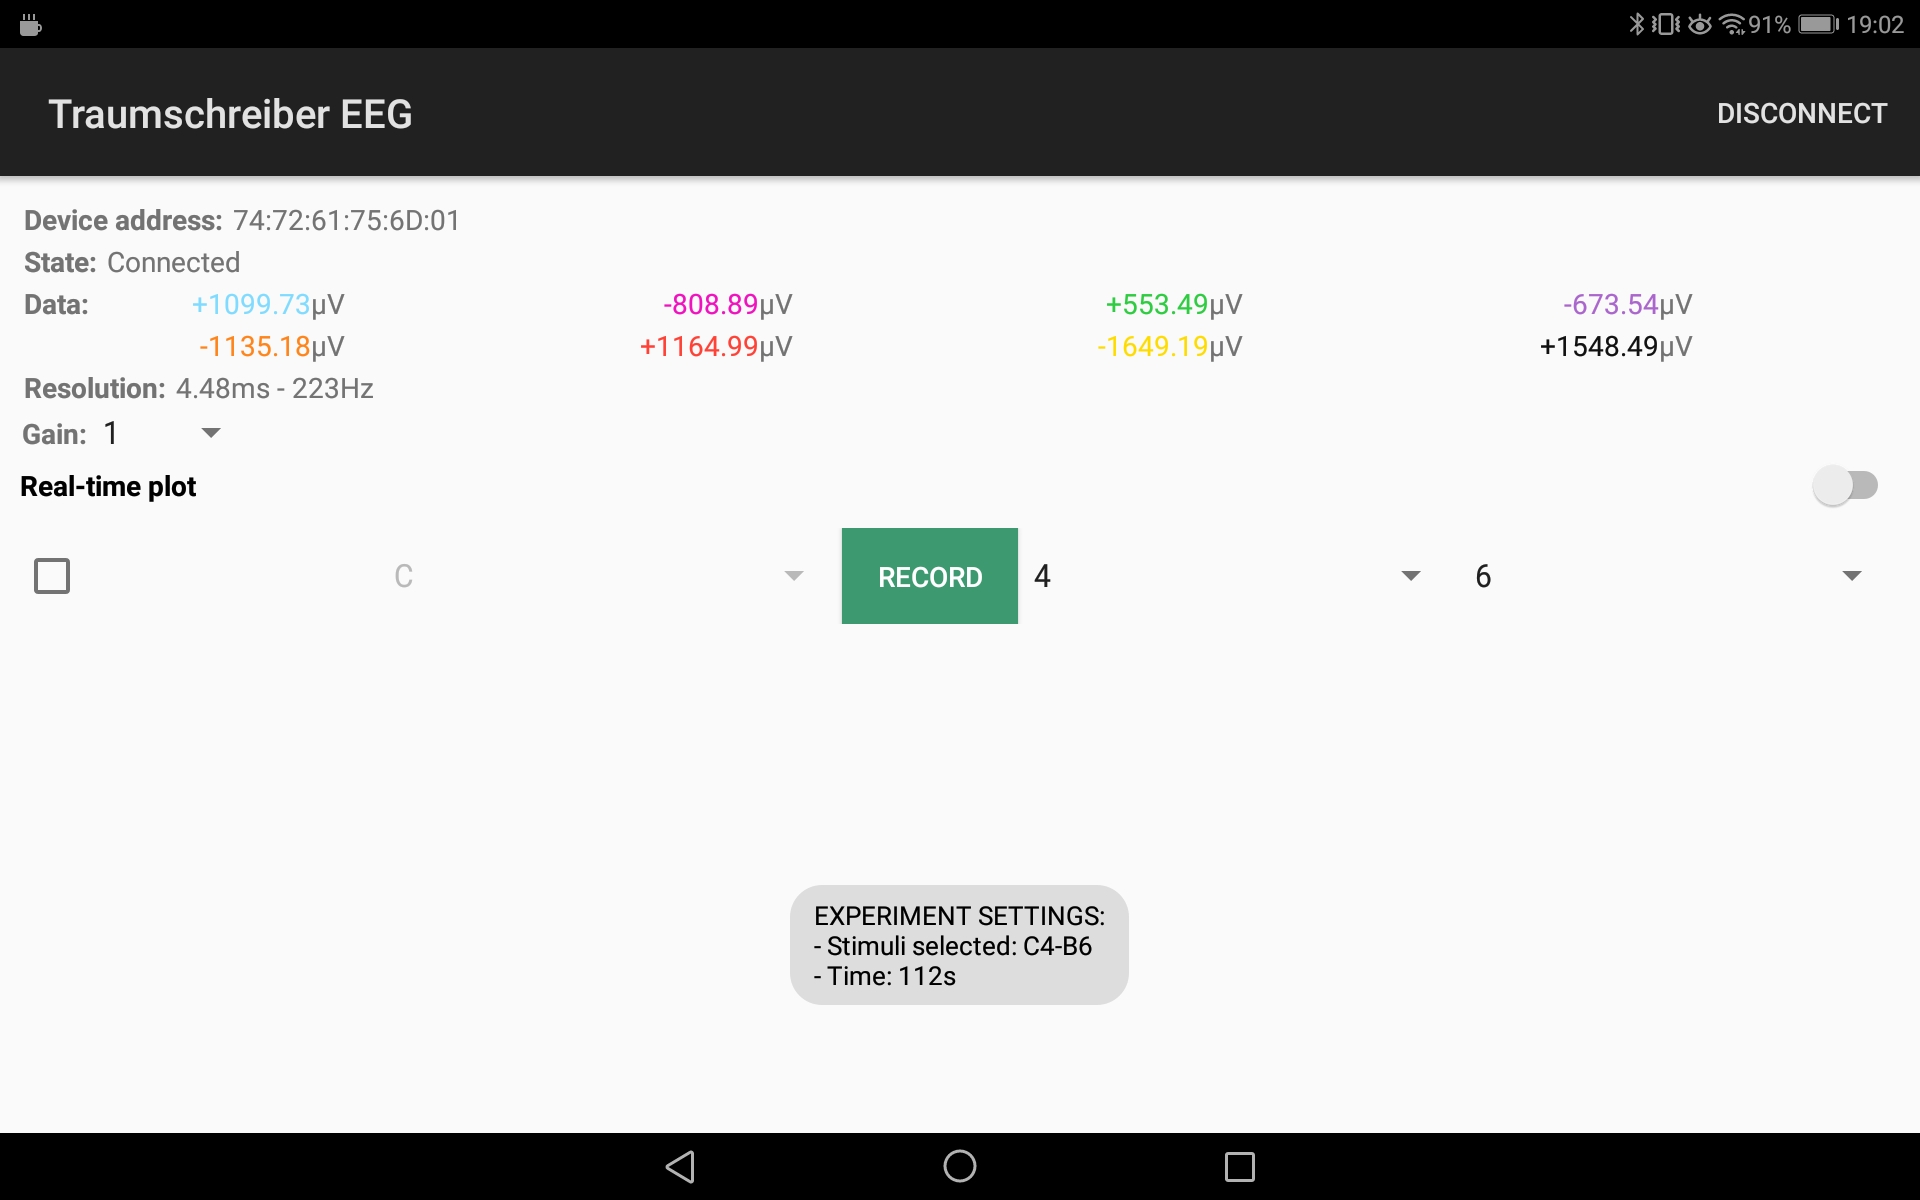 91% 19:02
Traumschreiber EEG DISCONNECT
Device address: 74:72:61:75:6D:01
State: Connected
Data: +1099.73µV -808.89µV +553.49µV -673.54µV
-1135.18µV +1164.99µV -1649.19µV +1548.49µV
Resolution: 4.48ms - 223Hz
Gain: 1
Real-time plot
C RECORD 4 6
EXPERIMENT SETTINGS:
- Stimuli selected: C4-B6
- Time: 112s